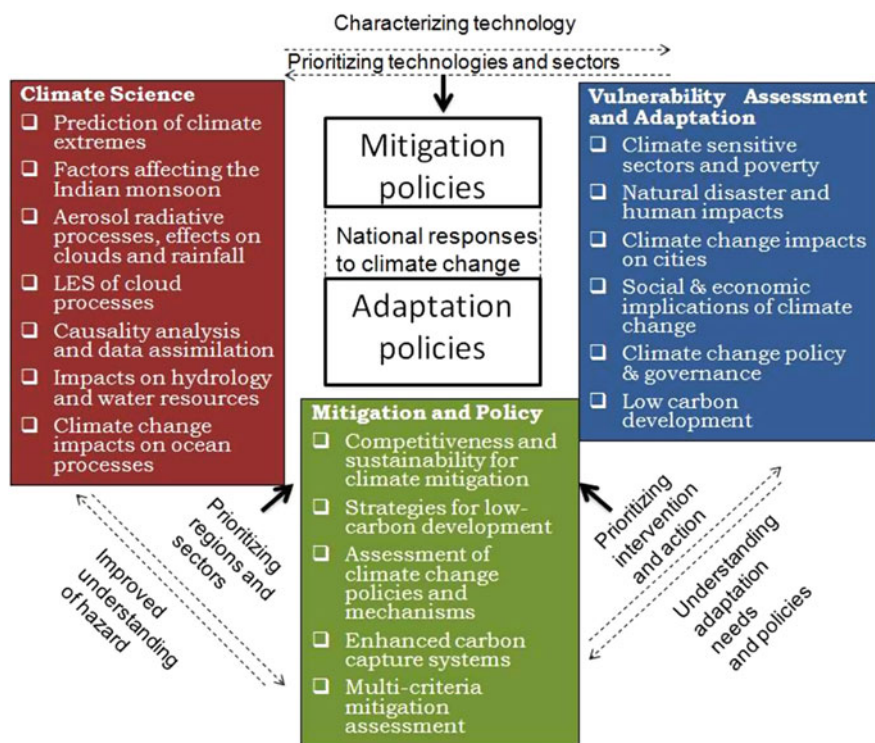 Characterizing technology
Prioritizing technologies and sectors
Climate Science
Prediction of climate
extremes
Factors affecting the
Indian monsoon
Aerosol radiative
processes, effects on
clouds and rainfall
LES of cloud
processes
Causality analysis
and data assimilation
Impacts on hydrology
and water resources
Climate change
impacts on ocean
processes
Mitigation
policies
National responses
to climate change
Adaptation
policies
Vulnerability Assessment
and Adaptation
Climate sensitive
sectors and poverty
Natural disaster and
human impacts
Climate change impacts
on cities
Social & economic
implications of climate
change
Climate change policy
& governance
Low carbon
development
Mitigation and Policy
Competitiveness and
sustainability for
climate mitigation
Strategies for low-
carbon development
Assessment of
climate change
policies and
mechanisms
Enhanced carbon
capture systems
Multi-criteria
mitigation
assessment
Prioritizing
regions and
sectors
Improved
understanding
of hazard
Prioritizing
intervention
and action
Understanding
adaptation
needs
and policies